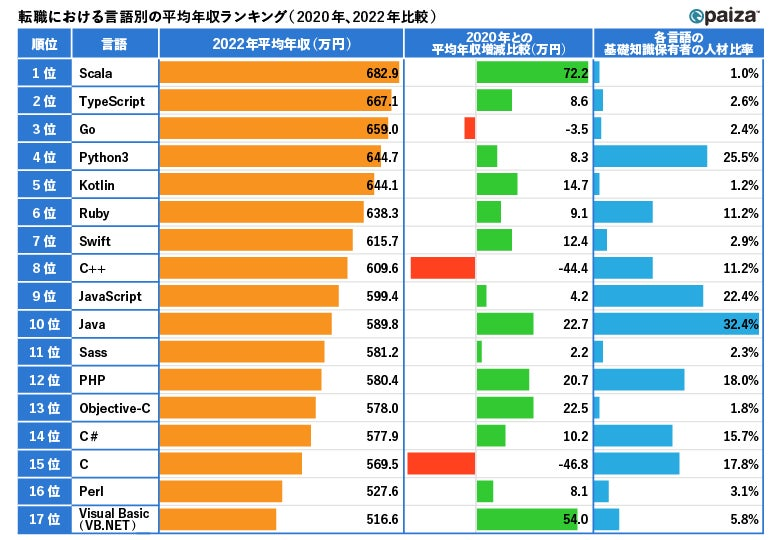 転職における言語別の平均年収ランキング（2020年、2022年比較）
paiza
順位 言語 2022年平均年収（万円） 2020年との 各言語の
平均年収増減比較（万円） 基礎知識保有者の人材比率
1位 Scala 682.9 72.2 1.0%
2位 TypeScript 667.1 8.6 2.6%
3位 Go 659.0 -3.5 2.4%
4位 Python3 644.7 8.3 25.5%
5位 Kotlin 644.1 14.7 1.2%
6位 Ruby 638.3 9.1 11.2%
7位 Swift 615.7 12.4 2.9%
8位 C++ 609.6 -44.4 11.2%
9位 JavaScript 599.4 4.2 22.4%
10位 Java 589.8 22.7 32.4%
11位 Sass 581.2 2.2 2.3%
12位 PHP 580.4 20.7 18.0%
13位 Objective-C 578.0 22.5 1.8%
14位 C# 577.9 10.2 15.7%
15位 C 569.5 -46.8 17.8%
16位 Perl 527.6 8.1 3.1%
17位 Visual Basic 516.6 54.0 5.8%
（VB.NET）